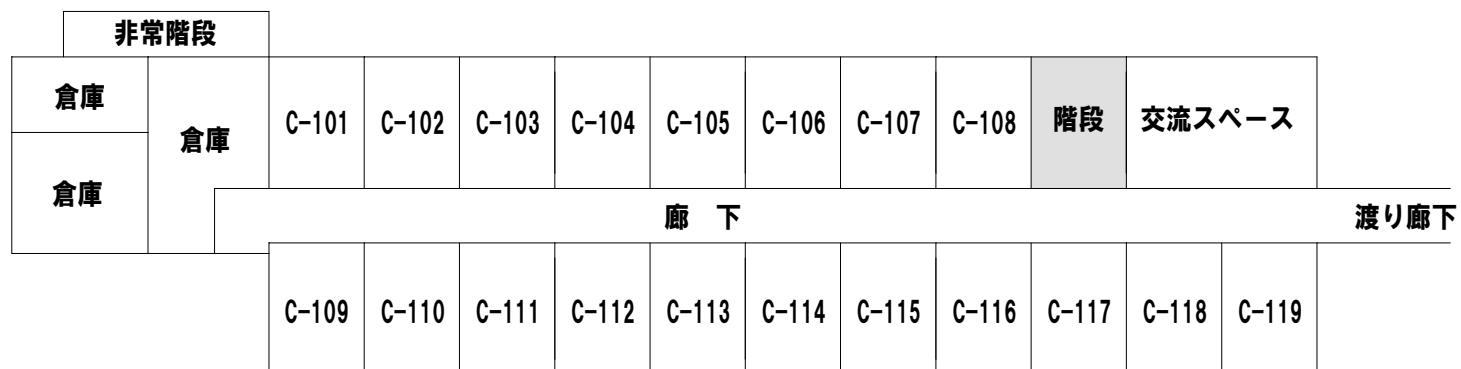 非常階段
倉庫
倉庫
倉庫
C-101
C-102
C-103
C-104
C-105
C-106
C-107
C-108
階段
交流スペース
廊　下
渡り廊下
C-109
C-110
C-111
C-112
C-113
C-114
C-115
C-116
C-117
C-118
C-119